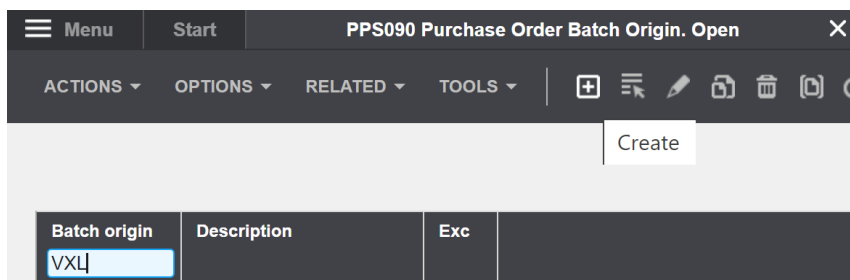 Menu Start PPS090 Purchase Order Batch Origin. Open
ACTIONS OPTIONS RELATED TOOLS
Create
Batch origin Description Exc
VXL